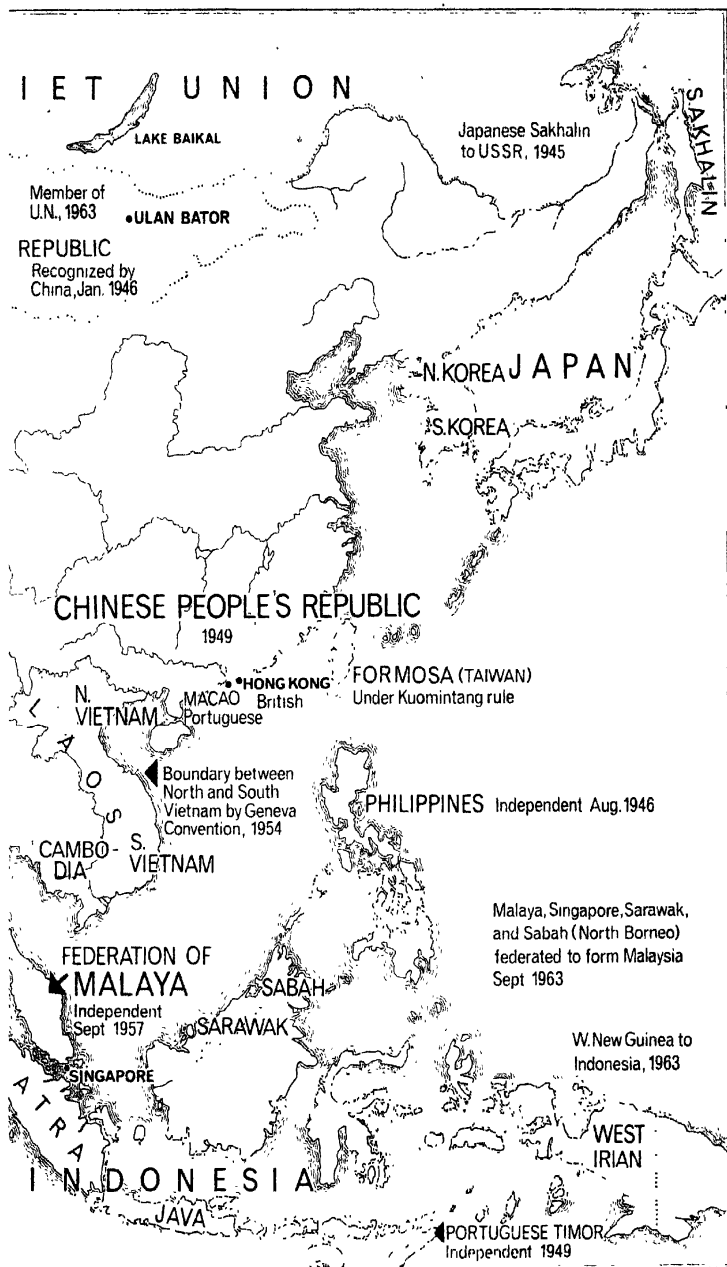 IET UNION
LAKE BAIKAL
Japanese Sakhalin
to USSR, 1945
SAKHALIN
Member of
U.N., 1963
•ULAN BATOR
REPUBLIC
Recognized by
China, Jan. 1946
N. KOREA
JAPAN
S. KOREA
CHINESE PEOPLE'S REPUBLIC
1949
•HONG KONG
British
MACAO
Portuguese
FORMOSA (TAIWAN)
Under Kuomintang rule
N.
VIETNAM
LAOS
Boundary between
North and South
Vietnam by Geneva
Convention, 1954
PHILIPPINES Independent Aug. 1946
CAMBO-
DIA
S.
VIETNAM
Malaya, Singapore, Sarawak,
and Sabah (North Borneo)
federated to form Malaysia
Sept 1963
FEDERATION OF
MALAYA
Independent
Sept 1957
SABAH
SARAWAK
W. New Guinea to
Indonesia, 1963
SINGAPORE
ATRA
WEST
IRIAN
INDONESIA
JAVA
PORTUGUESE TIMOR
Independent 1949